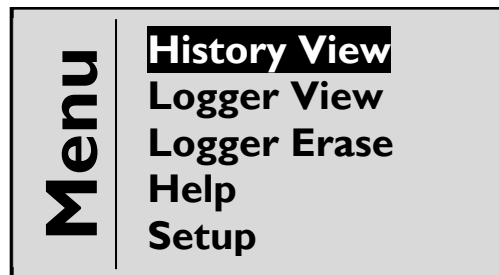 Menu
History View
Logger View
Logger Erase
Help
Setup